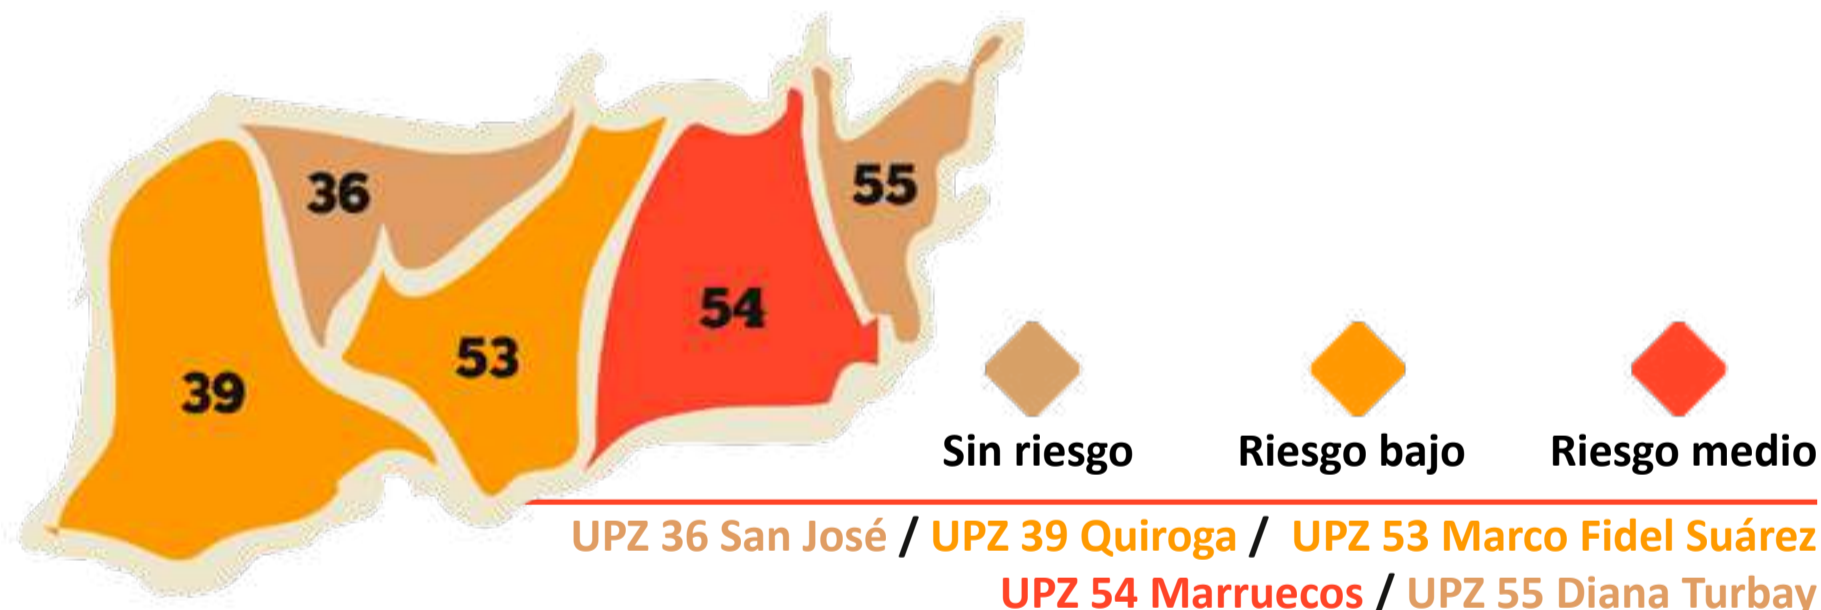 36
55
54
53
39
Sin riesgo Riesgo bajo Riesgo medio
UPZ 36 San José / UPZ 39 Quiroga / UPZ 53 Marco Fidel Suárez
UPZ 54 Marruecos / UPZ 55 Diana Turbay